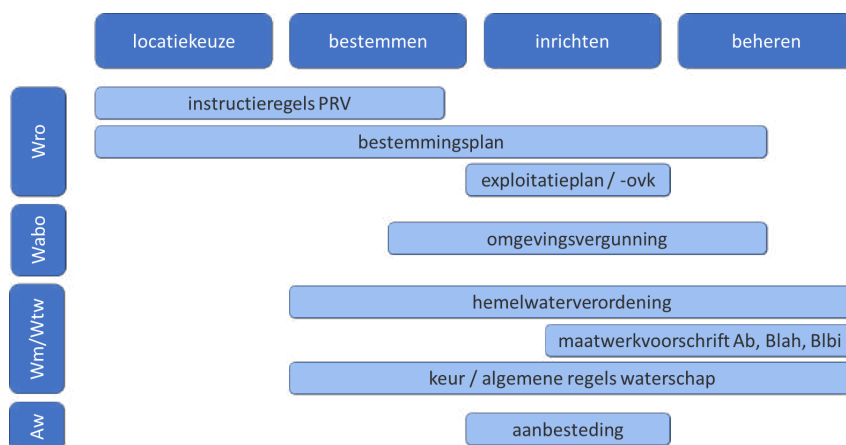 locatiekeuze
bestemmen
inrichten
beheren
Wro
instructieregels PRV
bestemmingsplan
exploitatieplan / -ovk
Wabo
omgevingsvergunning
Wm/Wtw
hemelwaterverordening
maatwerkvoorschrift Ab, Blah, Blbi
keur / algemene regels waterschap
Aw
aanbesteding